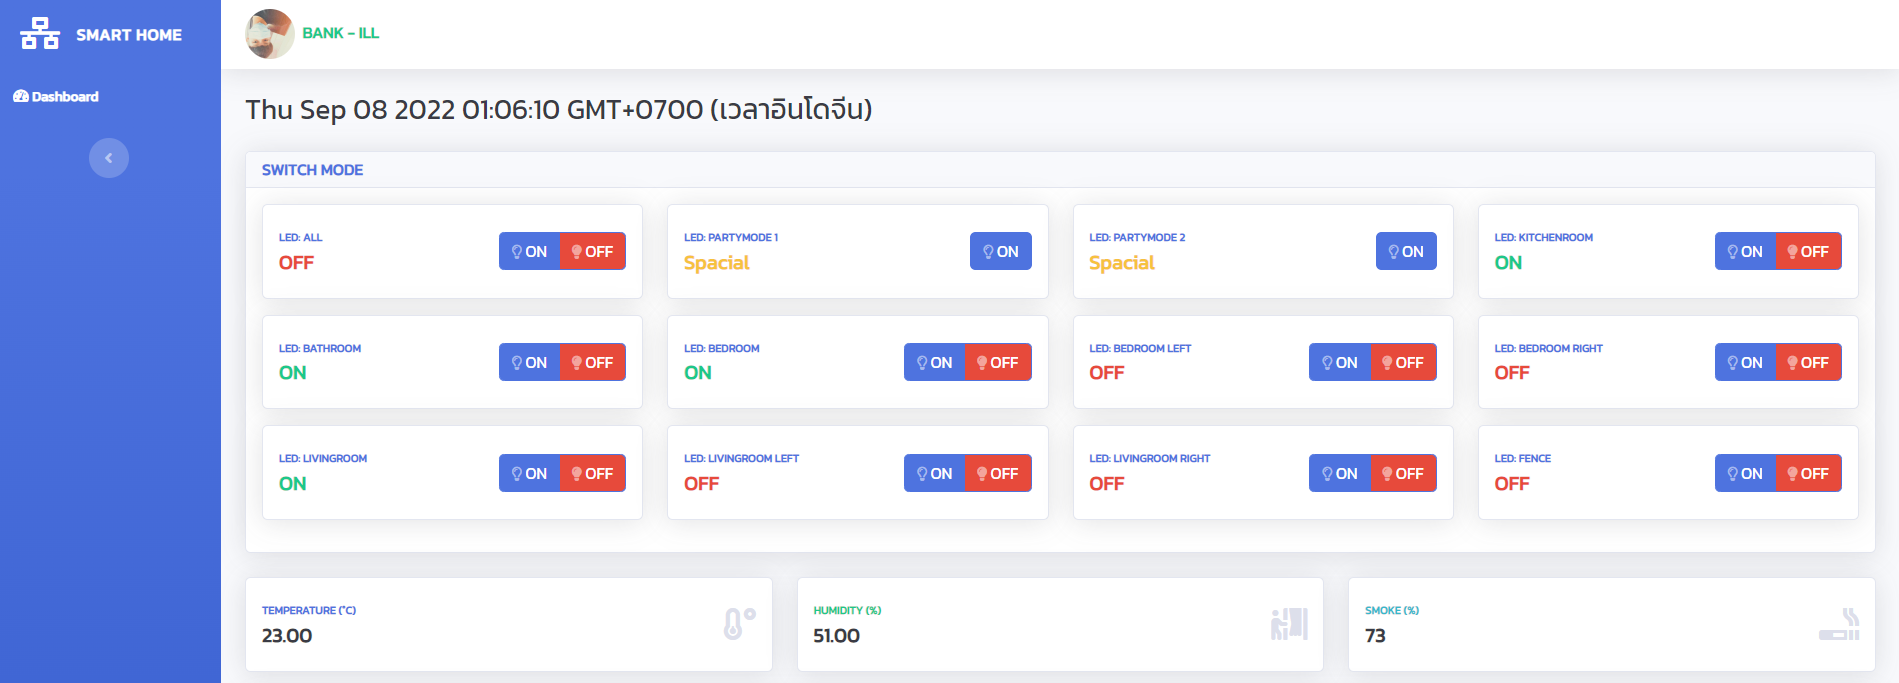 SMART HOME
BANK - ILL
Dashboard
Thu Sep 08 2022 01:06:10 GMT+0700 (เวลาอินโดจีน)
SWITCH MODE
LED: ALL
OFF
ON OFF
LED: PARTYMODE 1
Spacial
ON
LED: PARTYMODE 2
Spacial
ON
LED: KITCHENROOM
ON
ON OFF
LED: BATHROOM
ON
ON OFF
LED: BEDROOM
ON
ON OFF
LED: BEDROOM LEFT
OFF
ON OFF
LED: BEDROOM RIGHT
OFF
ON OFF
LED: LIVINGROOM
ON
ON OFF
LED: LIVINGROOM LEFT
OFF
ON OFF
LED: LIVINGROOM RIGHT
OFF
ON OFF
LED: FENCE
OFF
ON OFF
TEMPERATURE (°C)
23.00
HUMIDITY (%)
51.00
SMOKE (%)
73